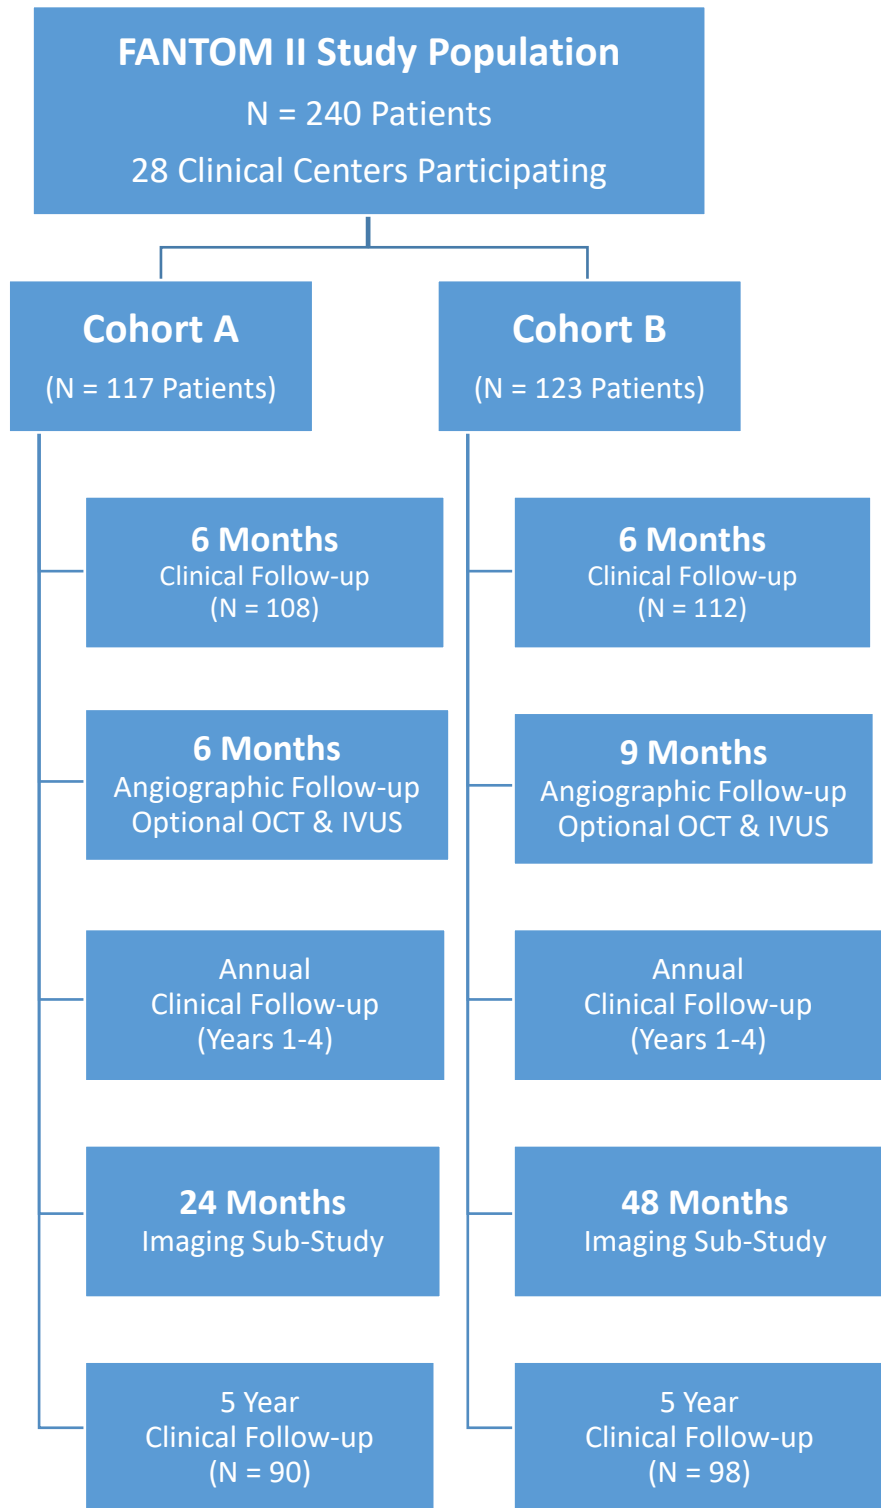 FANTOM II Study Population
N = 240 Patients
28 Clinical Centers Participating
Cohort A
(N = 117 Patients)
Cohort B
(N = 123 Patients)
6 Months
Clinical Follow-up
(N = 108)
6 Months
Clinical Follow-up
(N = 112)
6 Months
Angiographic Follow-up
Optional OCT & IVUS
9 Months
Angiographic Follow-up
Optional OCT & IVUS
Annual
Clinical Follow-up
(Years 1-4)
Annual
Clinical Follow-up
(Years 1-4)
24 Months
Imaging Sub-Study
48 Months
Imaging Sub-Study
5 Year
Clinical Follow-up
(N = 90)
5 Year
Clinical Follow-up
(N = 98)